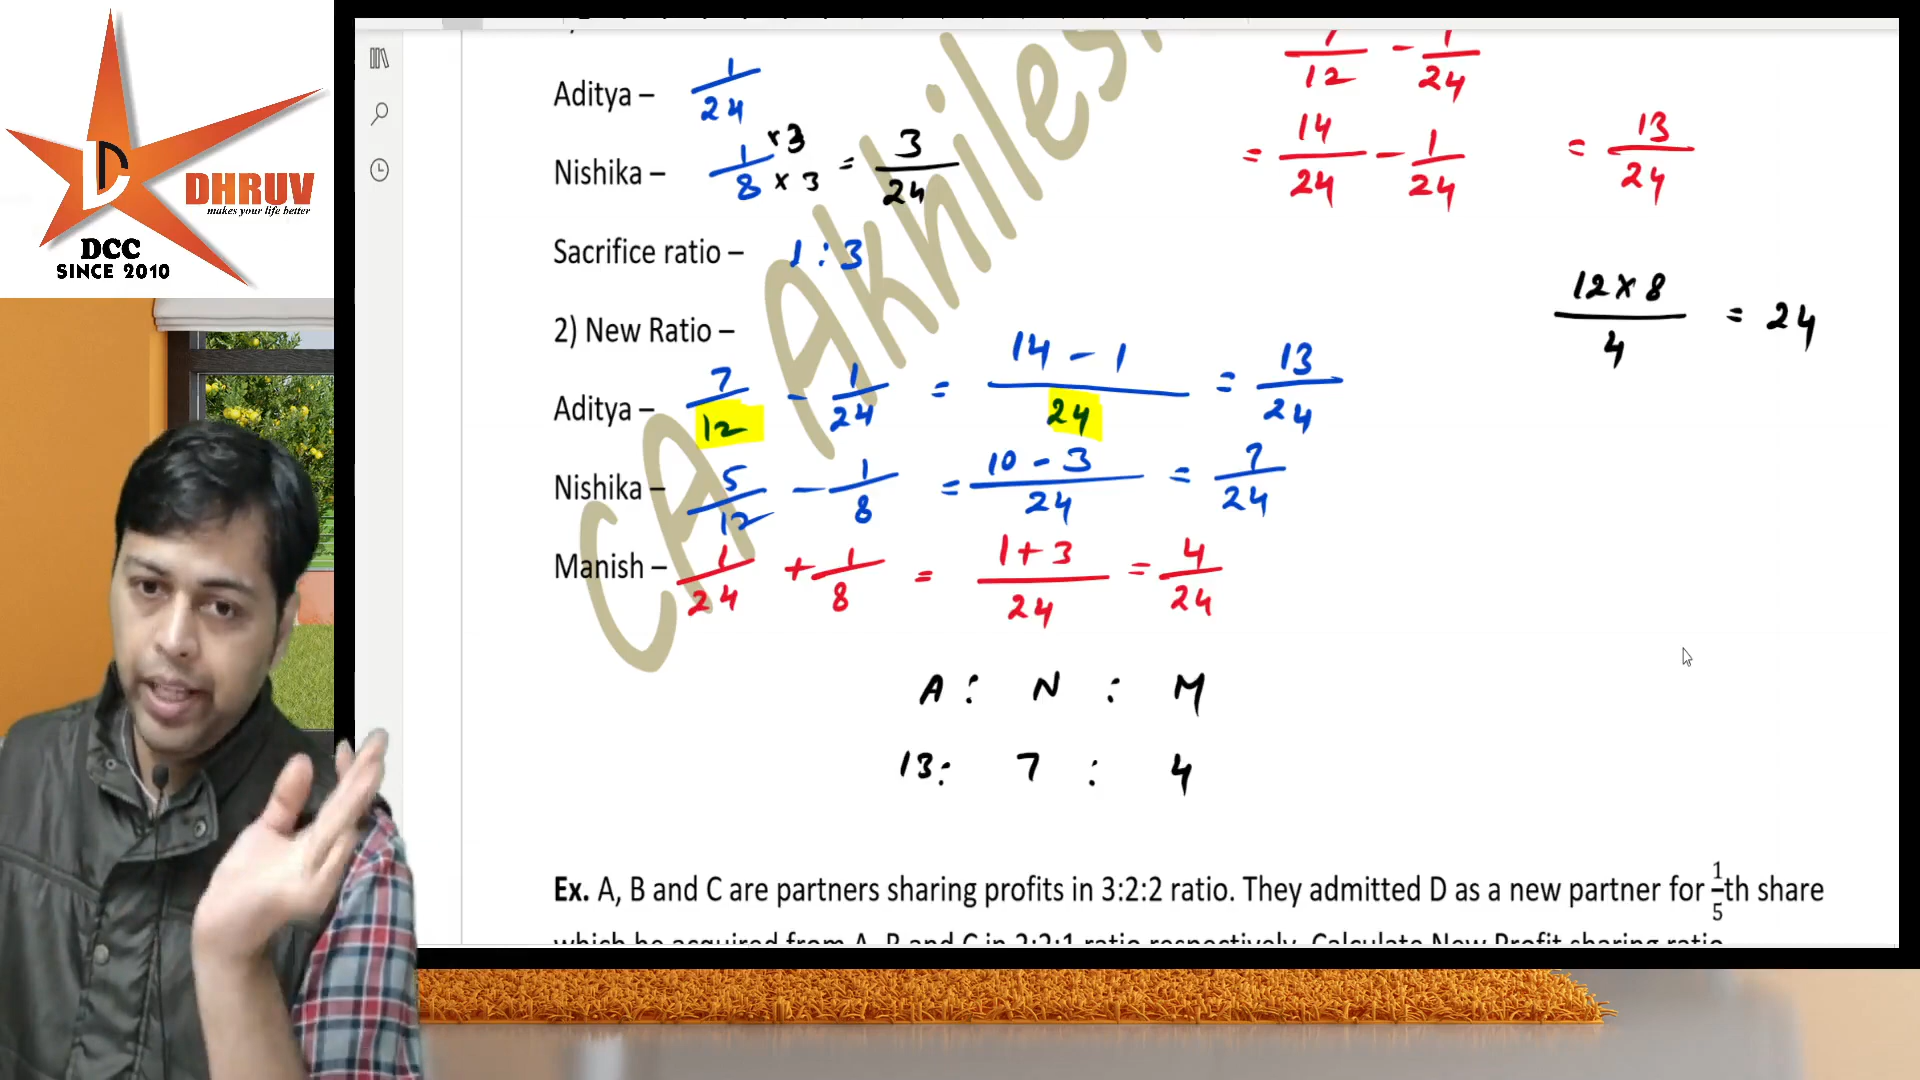 DHRUV
makes your life better
DCC
SINCE 2010
CA Akhiles
Aditya – 1/24
Nishika – 1/8 ×3 ×3 = 3/24
Sacrifice ratio – 1 : 3
7/12 - 1/24
= 14/24 - 1/24 = 13/24
12 × 8 / 4 = 24
2) New Ratio –
Aditya – 7/12 - 1/24 = 14 - 1 / 24 = 13/24
Nishika – 5/12 - 1/8 = 10 - 3 / 24 = 7/24
Manish – 1/24 + 1/8 = 1 + 3 / 24 = 4/24
A : N : M
13 : 7 : 4
Ex. A, B and C are partners sharing profits in 3:2:2 ratio. They admitted D as a new partner for 1/5th share